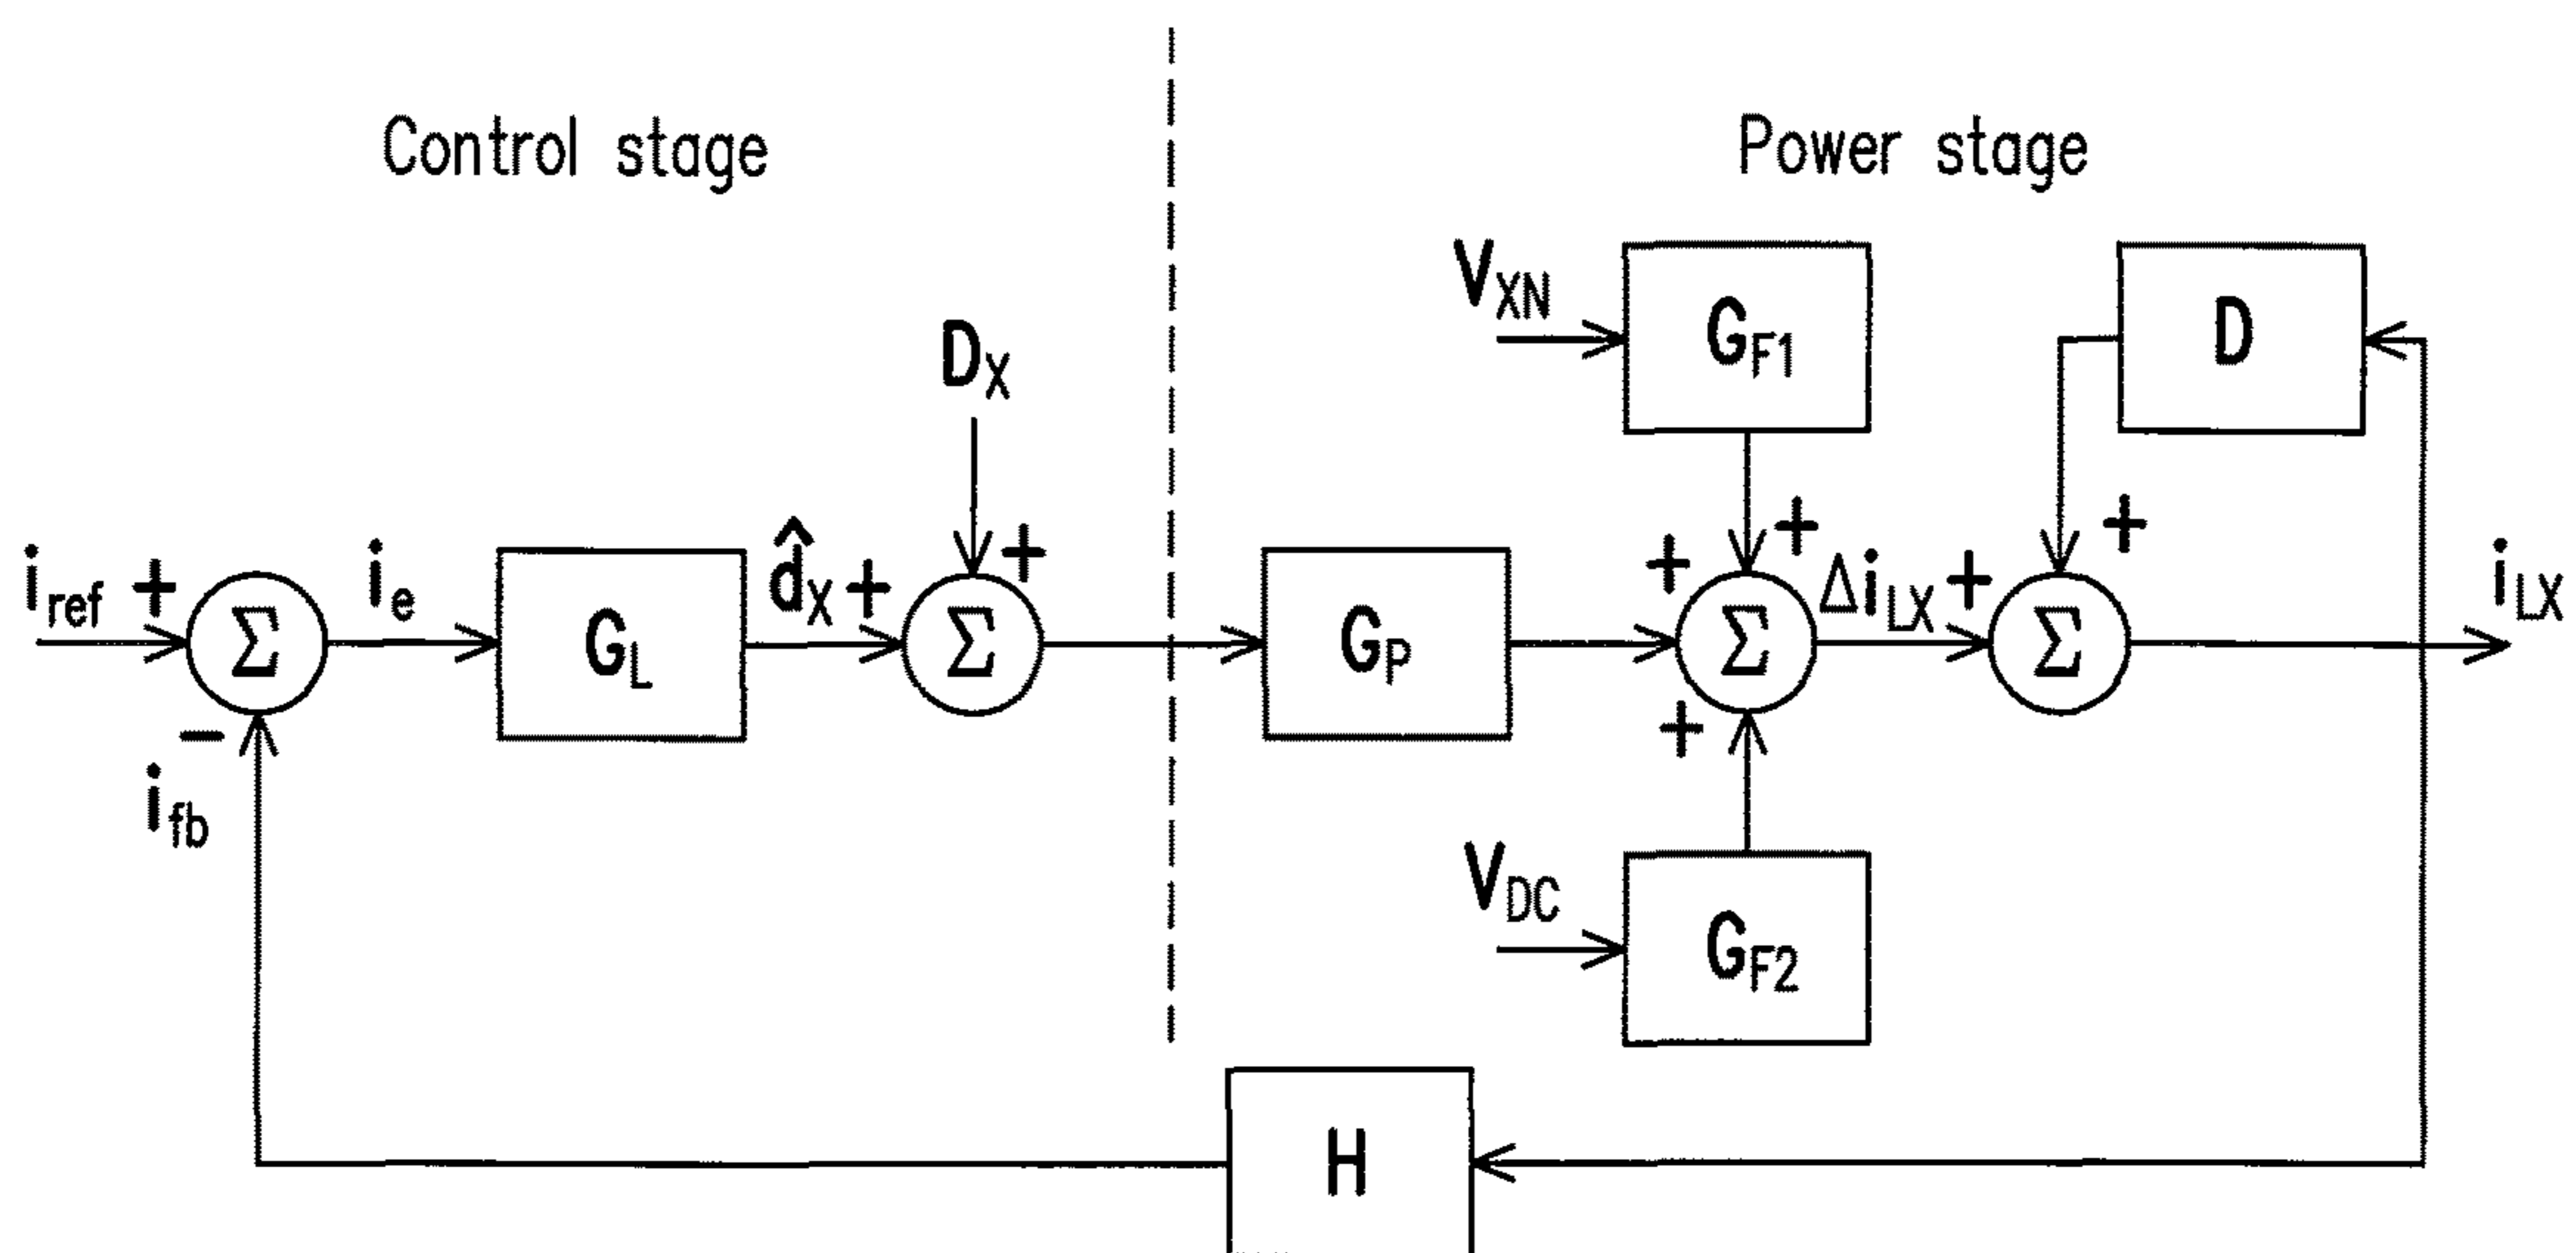 Control stage
Power stage
V_XN
G_F1
D
D_X
+
+
+
i_ref
+
Σ
i_e
G_L
d̂_X
+
Σ
G_P
+
Σ
Δi_LX
+
Σ
i_LX
−
i_fb
+
V_DC
G_F2
H